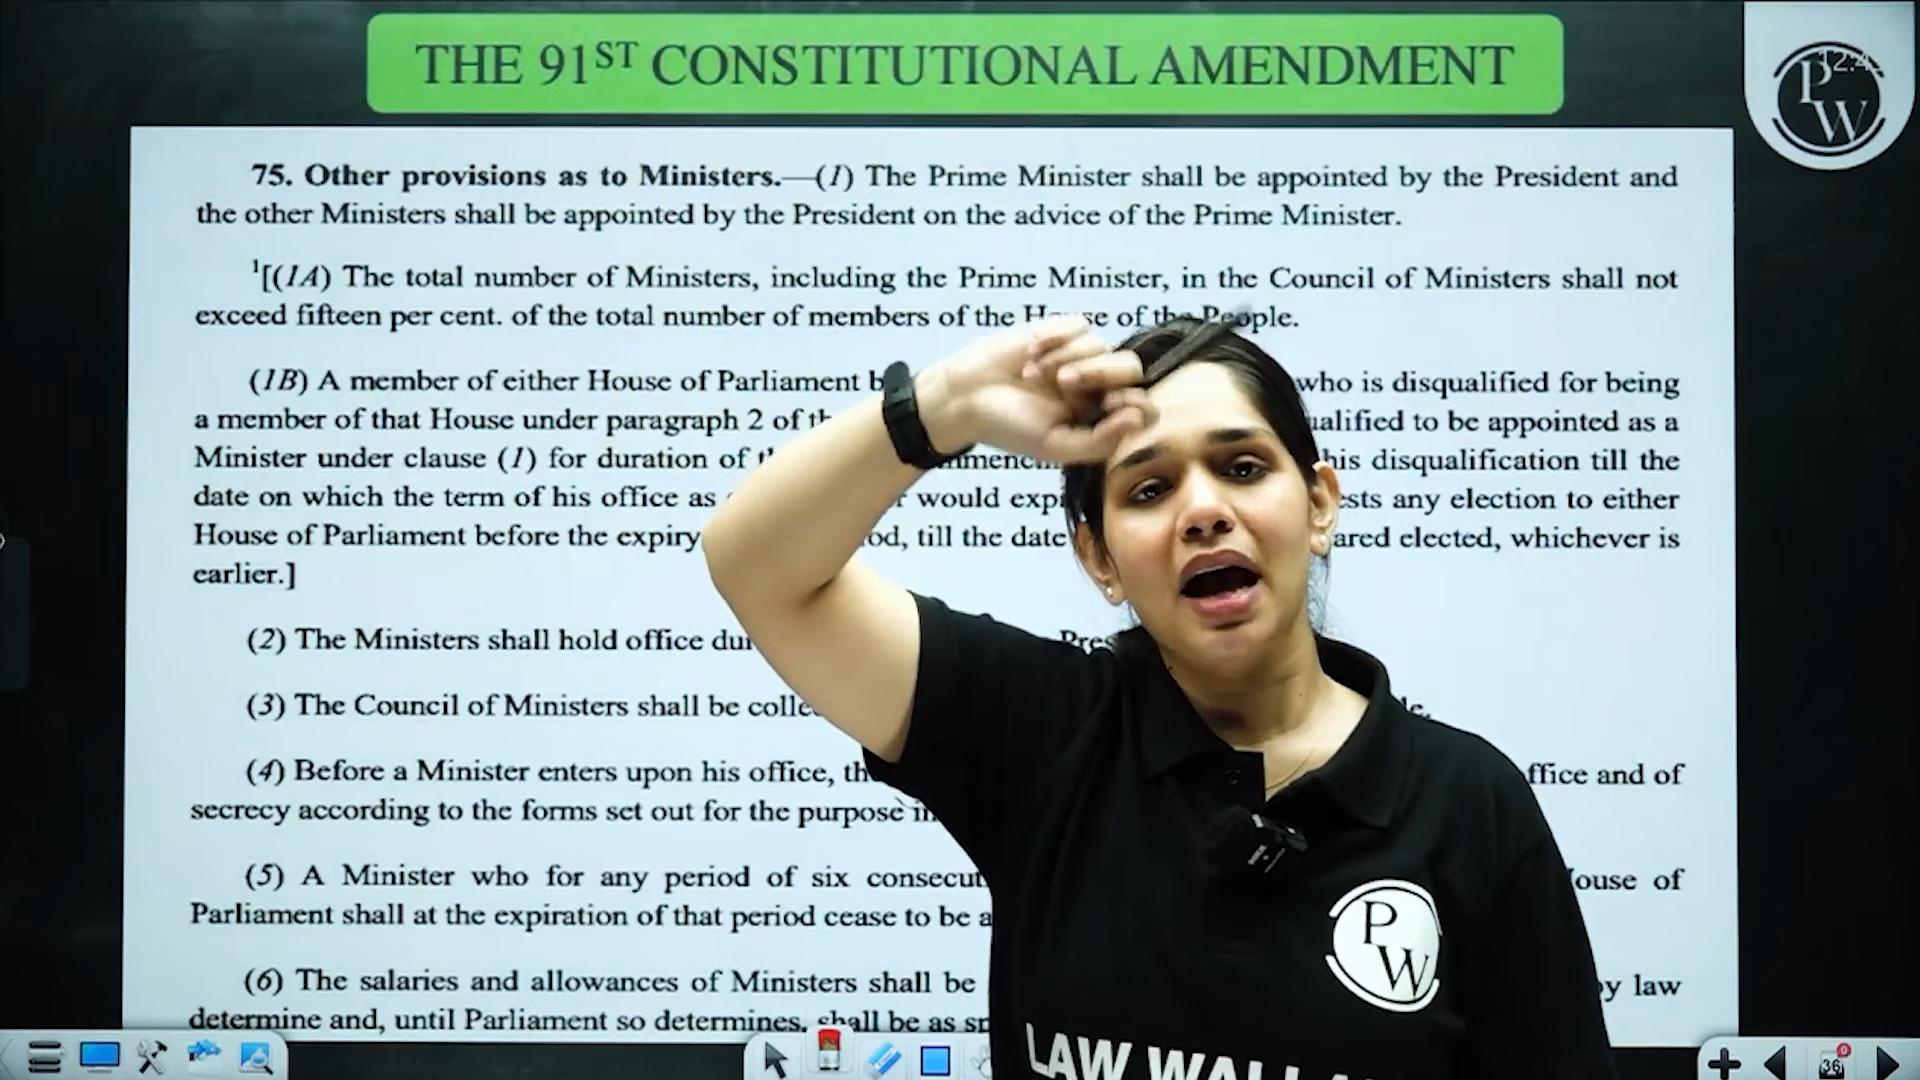 THE 91ST CONSTITUTIONAL AMENDMENT
PW
75. Other provisions as to Ministers.—(1) The Prime Minister shall be appointed by the President and
the other Ministers shall be appointed by the President on the advice of the Prime Minister.
1[(1A) The total number of Ministers, including the Prime Minister, in the Council of Ministers shall not
exceed fifteen per cent. of the total number of members of the of the People.
(1B) A member of either House of Parliament who is disqualified for being
a member of that House under paragraph 2 of to be appointed as a
Minister under clause (1) for duration of his disqualification till the
date on which the term of his office as would any election to either
House of Parliament before the expiry till the date elected, whichever is
earlier.]
(2) The Ministers shall hold office
(3) The Council of Ministers shall be
(4) Before a Minister enters upon his office, and of
secrecy according to the forms set out for the purpose
(5) A Minister who for any period of six House of
Parliament shall at the expiration of that period cease to be a
(6) The salaries and allowances of Ministers shall be by law
determine and, until Parliament so determines, shall be as
PW
LAW
36
0